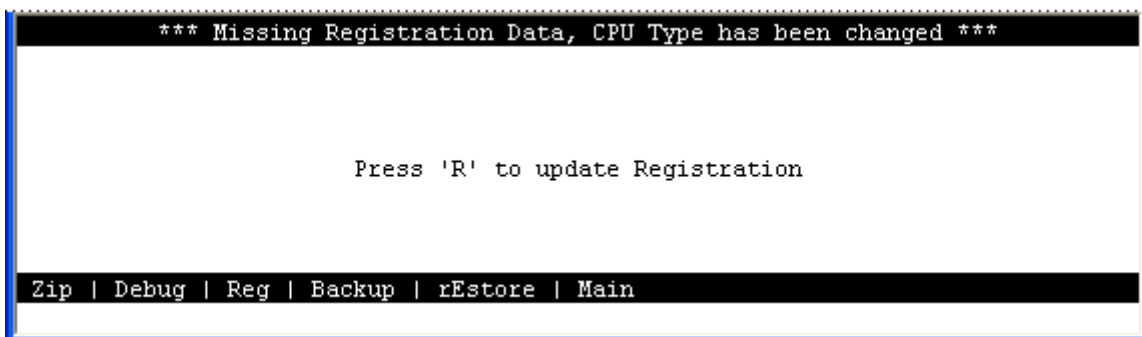 *** Missing Registration Data, CPU Type has been changed ***
Press 'R' to update Registration
Zip | Debug | Reg | Backup | rEstore | Main